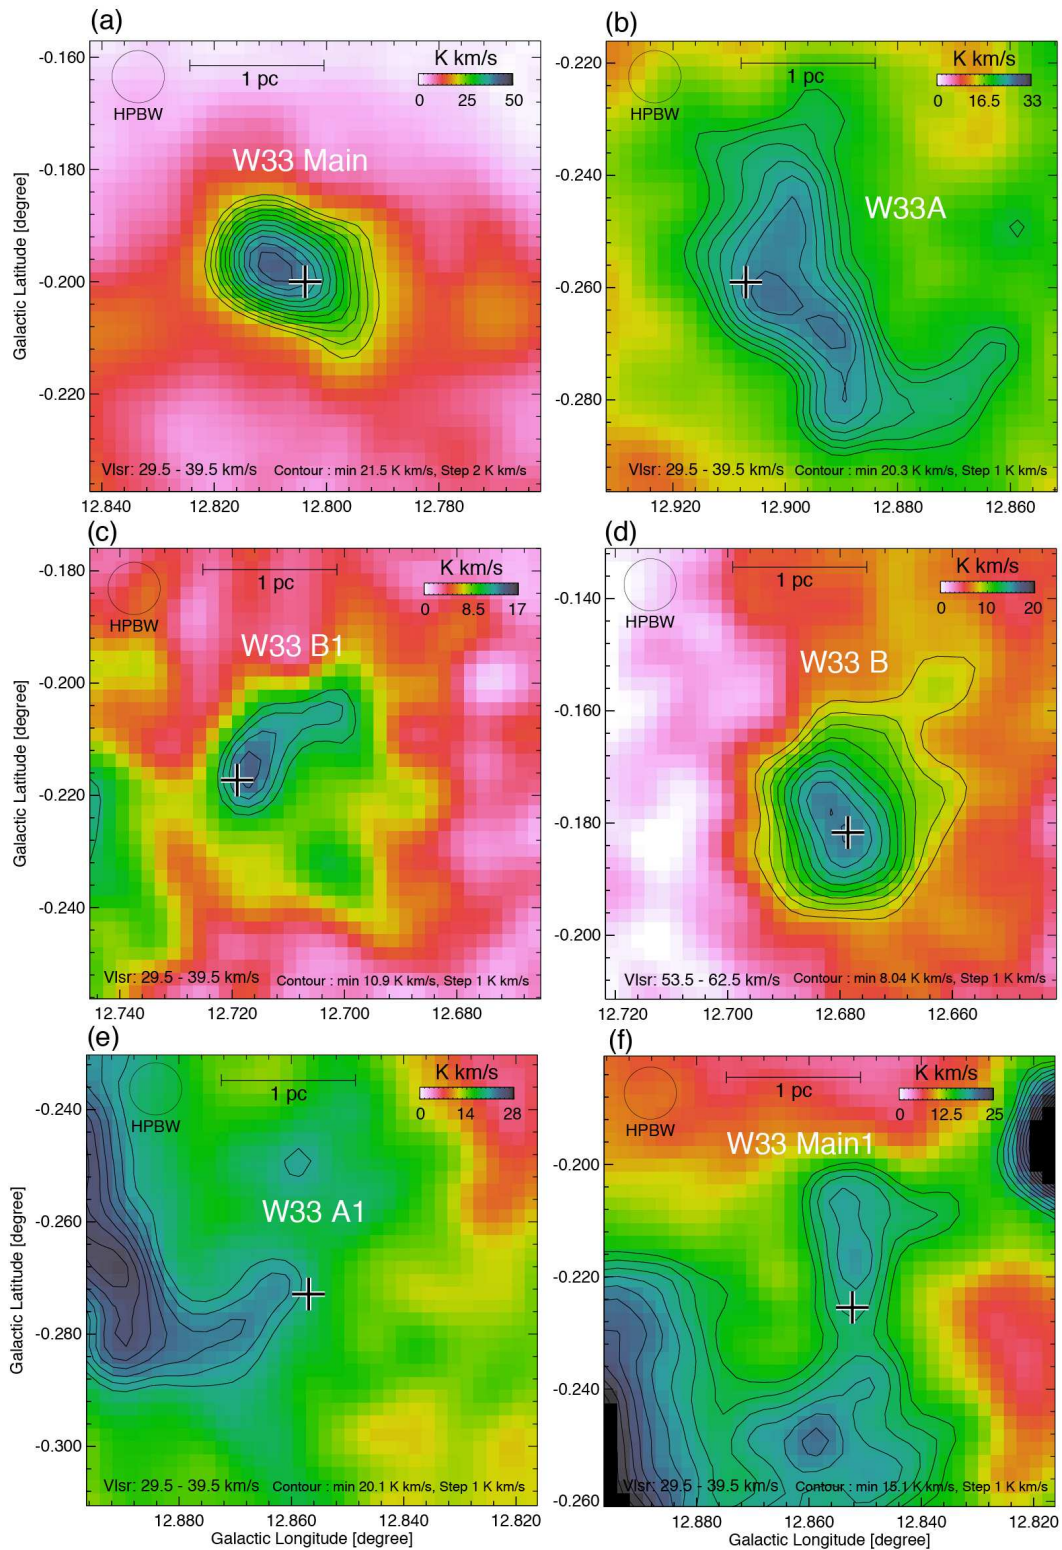 (a)
-0.160
-0.180
-0.200
-0.220
Galactic Latitude [degree]
HPBW
1 pc
K km/s
0 25 50
W33 Main
Vlsr: 29.5 - 39.5 km/s Contour : min 21.5 K km/s, Step 2 K km/s
12.840 12.820 12.800 12.780
(b)
-0.220
-0.240
-0.260
-0.280
HPBW
1 pc
K km/s
0 16.5 33
W33A
Vlsr: 29.5 - 39.5 km/s Contour : min 20.3 K km/s, Step 1 K km/s
12.920 12.900 12.880 12.860
(c)
-0.180
-0.200
-0.220
-0.240
Galactic Latitude [degree]
HPBW
1 pc
K km/s
0 8.5 17
W33 B1
Vlsr: 29.5 - 39.5 km/s Contour : min 10.9 K km/s, Step 1 K km/s
12.740 12.720 12.700 12.680
(d)
-0.140
-0.160
-0.180
-0.200
HPBW
1 pc
K km/s
0 10 20
W33 B
Vlsr: 53.5 - 62.5 km/s Contour : min 8.04 K km/s, Step 1 K km/s
12.720 12.700 12.680 12.660
(e)
-0.240
-0.260
-0.280
-0.300
Galactic Latitude [degree]
HPBW
1 pc
K km/s
0 14 28
W33 A1
Vlsr: 29.5 - 39.5 km/s Contour : min 20.1 K km/s, Step 1 K km/s
12.880 12.860 12.840 12.820
Galactic Longitude [degree]
(f)
-0.200
-0.220
-0.240
-0.260
HPBW
1 pc
K km/s
0 12.5 25
W33 Main1
Vlsr: 29.5 - 39.5 km/s Contour : min 15.1 K km/s, Step 1 K km/s
12.880 12.860 12.840 12.820
Galactic Longitude [degree]